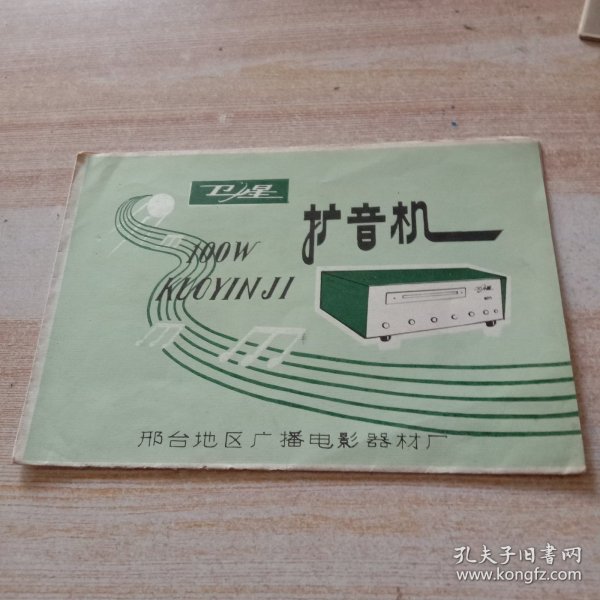 卫星
扩音机
100W
KUOYINJI
邢台地区广播电影器材厂
孔夫子旧书网
www.kongfz.com